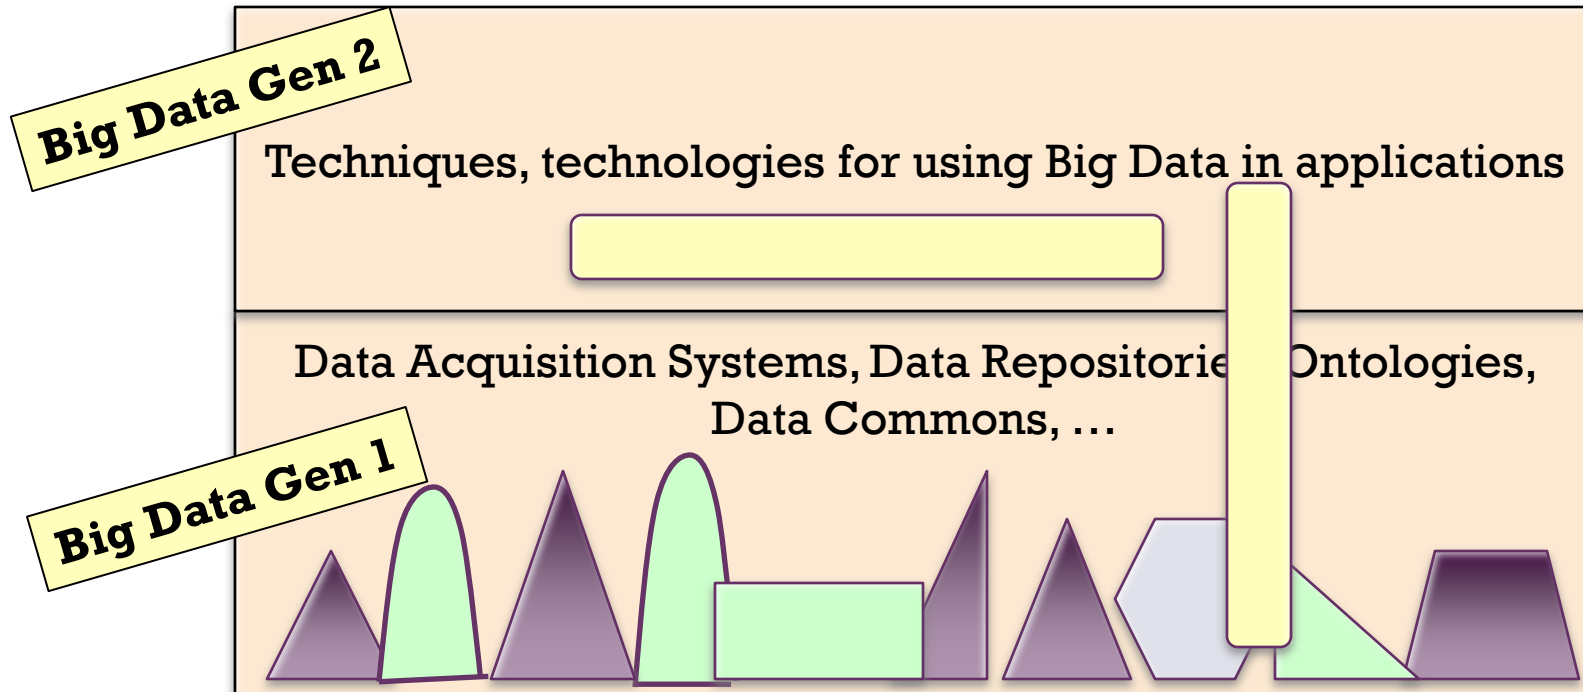 Big Data Gen 2
Techniques, technologies for using Big Data in applications
Data Acquisition Systems, Data Repositorie Ontologies,
Data Commons, …
Big Data Gen 1